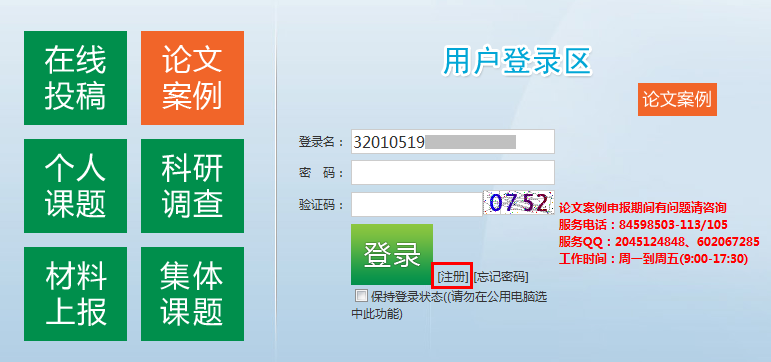 在线
投稿
论文
案例
个人
课题
科研
调查
材料
上报
集体
课题
用户登录区
论文案例
登录名：
32010519
密 码：
验证码：
0752
登录
[注册]
[忘记密码]
保持登录状态((请勿在公用电脑选
中此功能)
论文案例申报期间有问题请咨询
服务电话：84598503-113/105
服务QQ：2045124848、602067285
工作时间：周一到周五(9:00-17:30)